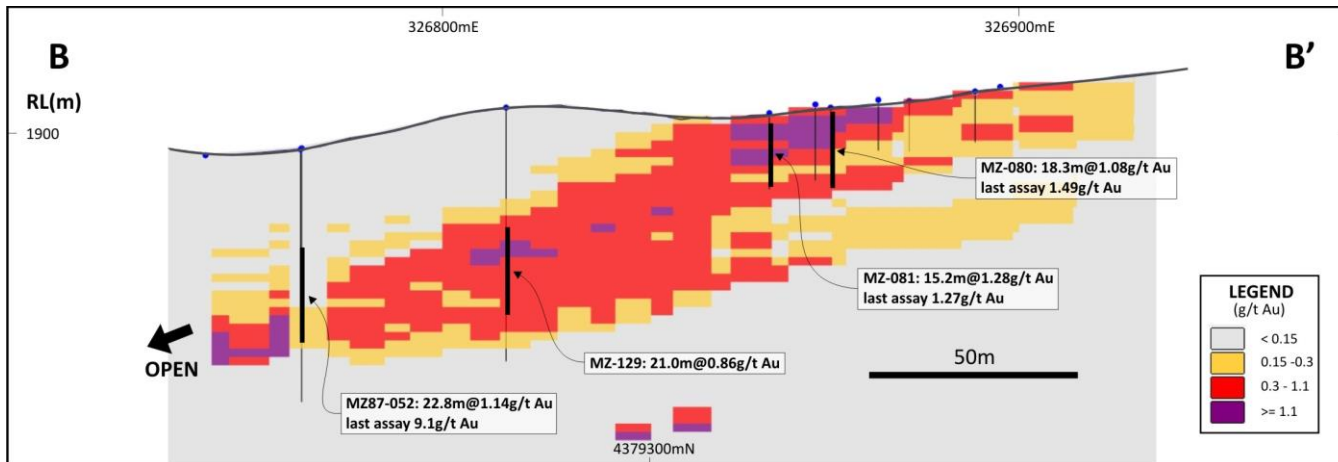 326800mE
326900mE
B
B'
RL(m)
1900
MZ-080: 18.3m@1.08g/t Au
last assay 1.49g/t Au
MZ-081: 15.2m@1.28g/t Au
last assay 1.27g/t Au
OPEN
MZ-129: 21.0m@0.86g/t Au
50m
MZ87-052: 22.8m@1.14g/t Au
last assay 9.1g/t Au
4379300mN
LEGEND
(g/t Au)
< 0.15
0.15 -0.3
0.3 - 1.1
>= 1.1